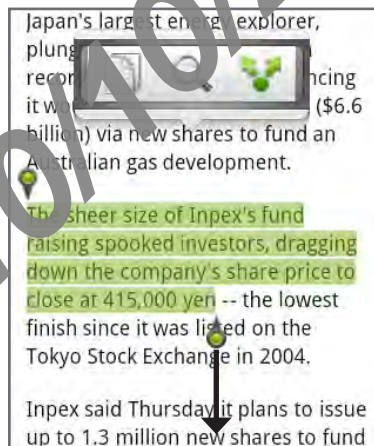 Japan's largest energy explorer,
plung
recor ncing
it wo ($6.6
billion) via new shares to fund an
Australian gas development.
The sheer size of Inpex's fund
raising spooked investors, dragging
down the company's share price to
close at 415,000 yen -- the lowest
finish since it was listed on the
Tokyo Stock Exchange in 2004.
Inpex said Thursday it plans to issue
up to 1.3 million new shares to fund